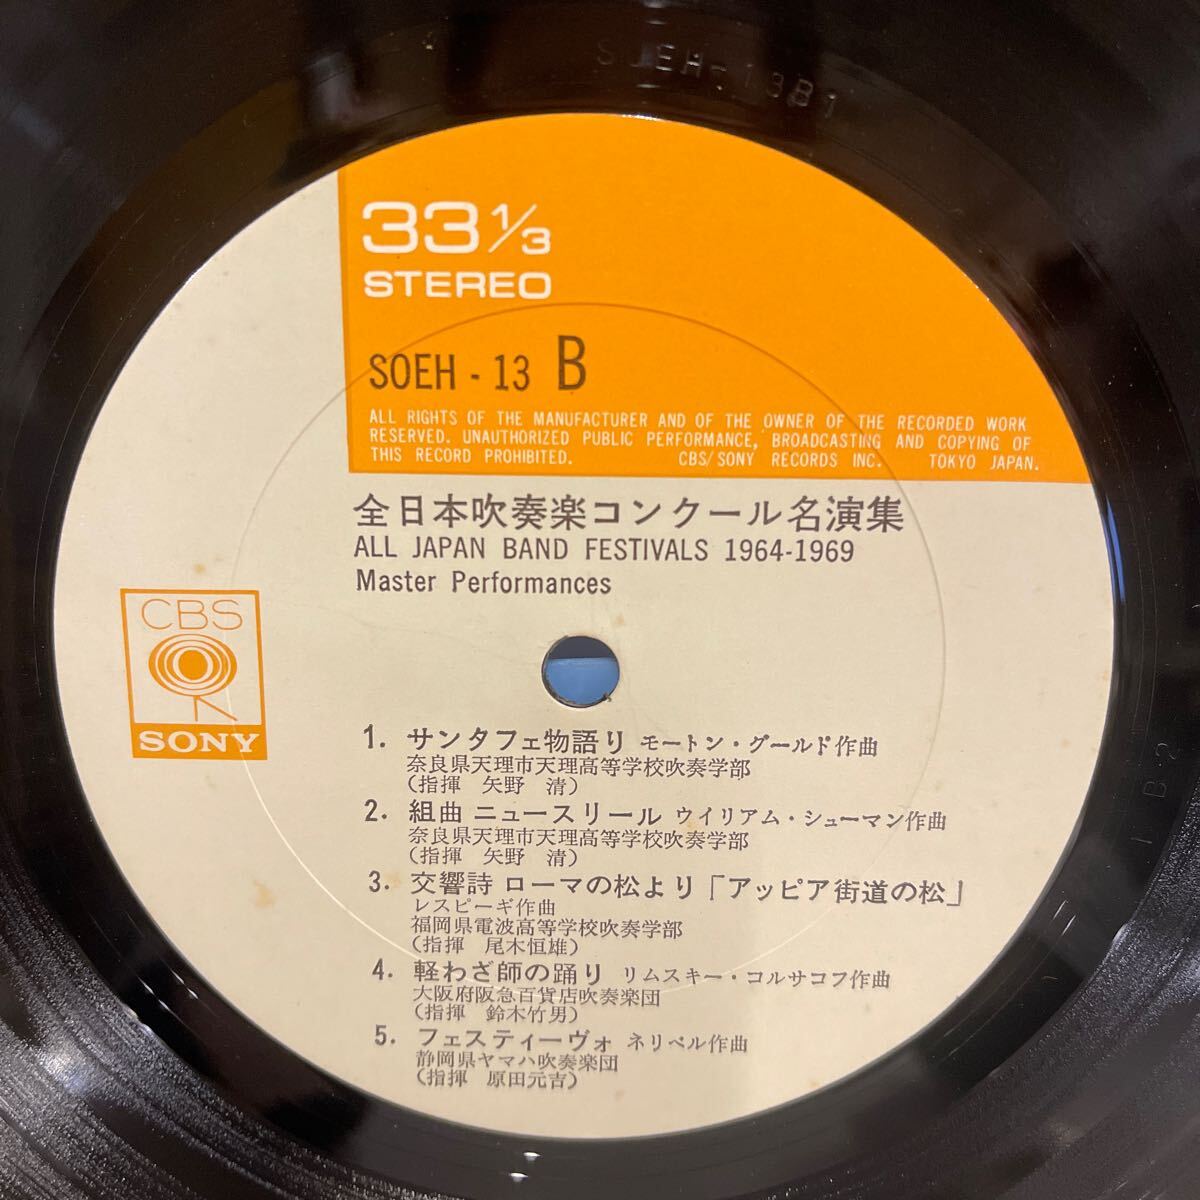 SOEH-13B1
33 1/3
STEREO
SOEH - 13 B
ALL RIGHTS OF THE MANUFACTURER AND OF THE OWNER OF THE RECORDED WORK
RESERVED. UNAUTHORIZED PUBLIC PERFORMANCE, BROADCASTING AND COPYING OF
THIS RECORD PROHIBITED. CBS/SONY RECORDS INC. TOKYO JAPAN.
全日本吹奏楽コンクール名演集
ALL JAPAN BAND FESTIVALS 1964-1969
Master Performances
CBS
SONY
1. サンタフェ物語り モートン・グールド作曲
奈良県天理市天理高等学校吹奏学部
(指揮 矢野 清)
2. 組曲 ニュースリール ウイリアム・シューマン作曲
奈良県天理市天理高等学校吹奏学部
(指揮 矢野 清)
3. 交響詩 ローマの松より「アッピア街道の松」
レスピーギ作曲
福岡県電波高等学校吹奏学部
(指揮 尾木恒雄)
4. 軽わざ師の踊り リムスキー・コルサコフ作曲
大阪府阪急百貨店吹奏楽団
(指揮 鈴木竹男)
5. フェスティーヴォ ネリベル作曲
静岡県ヤマハ吹奏楽団
(指揮 原田元吉)